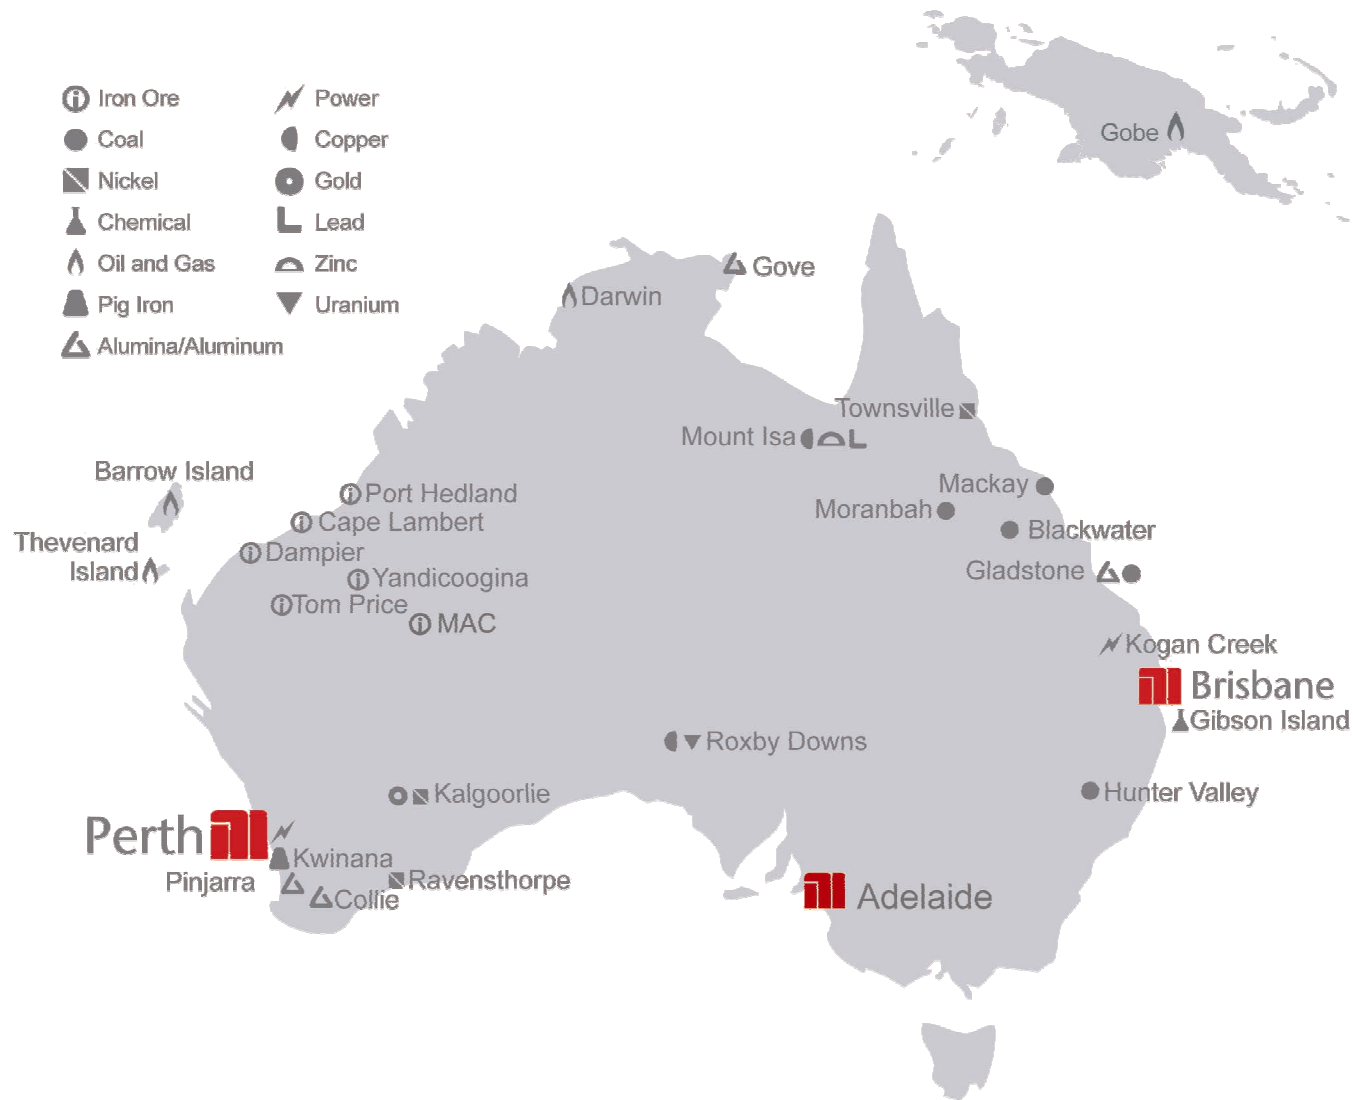 Iron Ore
Power
Coal
Copper
Nickel
Gold
Chemical
Lead
Oil and Gas
Zinc
Pig Iron
Uranium
Alumina/Aluminum
Gobe
Gove
Darwin
Townsville
Mount Isa
Barrow Island
Mackay
Port Hedland
Moranbah
Cape Lambert
Blackwater
Thevenard
Island
Dampier
Gladstone
Yandicoogina
Tom Price
MAC
Kogan Creek
Brisbane
Gibson Island
Roxby Downs
Kalgoorlie
Hunter Valley
Perth
Kwinana
Pinjarra
Ravensthorpe
Collie
Adelaide